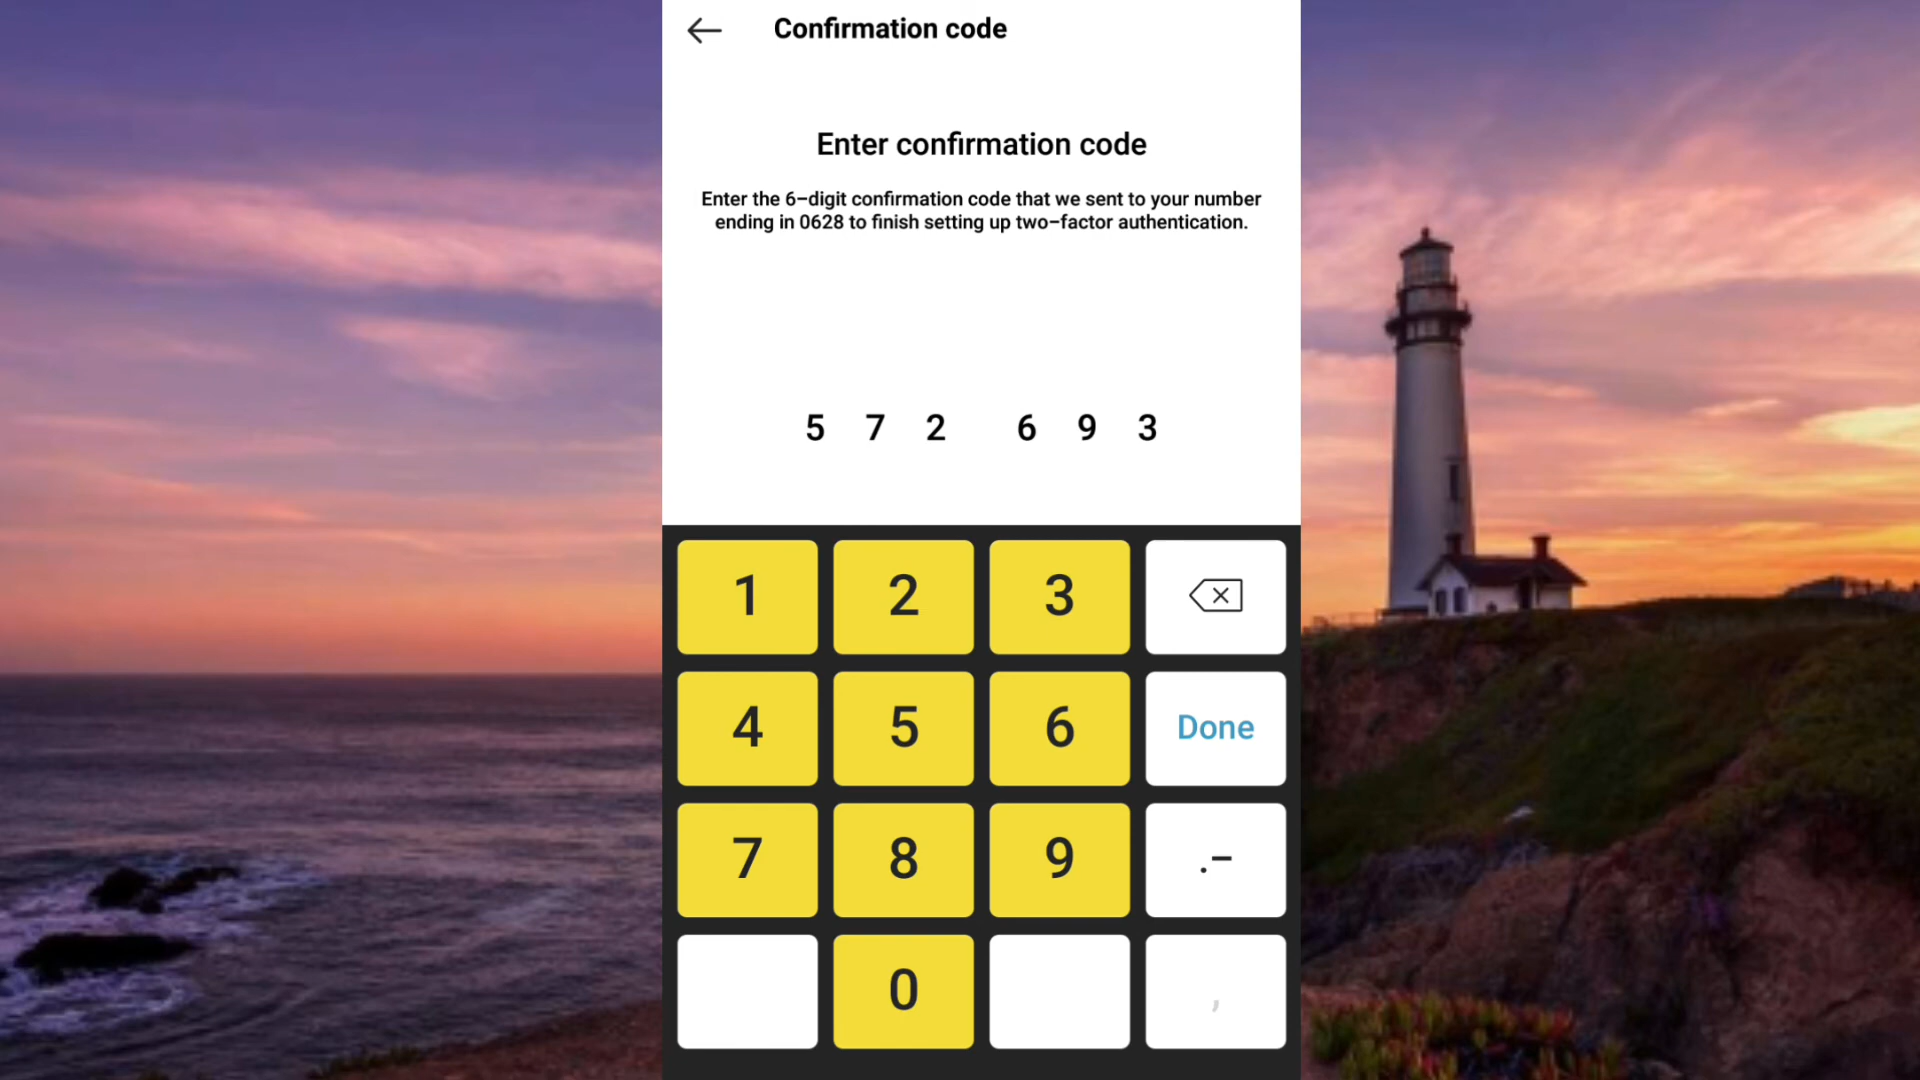 Confirmation code
Enter confirmation code
Enter the 6-digit confirmation code that we sent to your number
ending in 0628 to finish setting up two-factor authentication.
5 7 2 6 9 3
1 2 3
4 5 6 Done
7 8 9 .-
0 ,